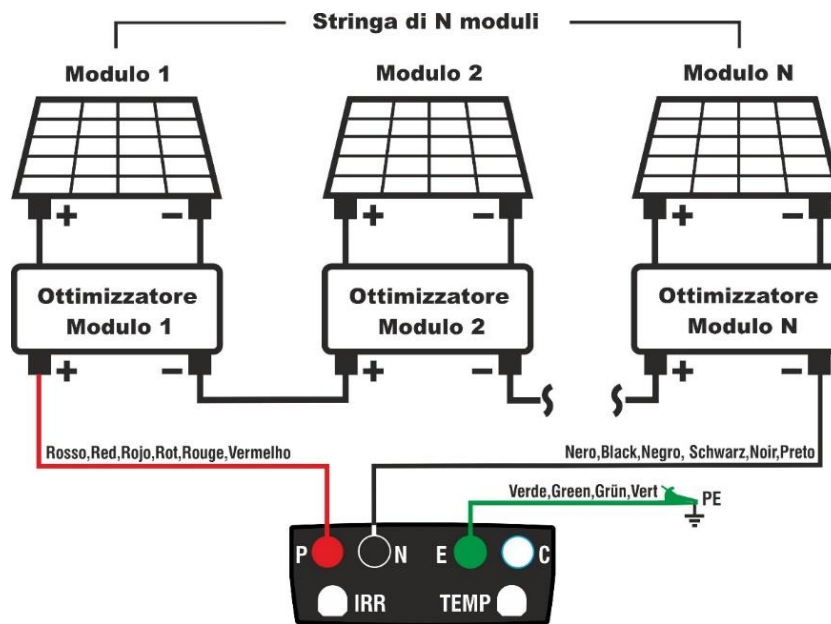 Stringa di N moduli
Modulo 1
Modulo 2
Modulo N
+ − + − + −
Ottimizzatore
Modulo 1
Ottimizzatore
Modulo 2
Ottimizzatore
Modulo N
+ − + − + −
Rosso,Red,Rojo,Rot,Rouge,Vermelho
Nero,Black,Negro, Schwarz,Noir,Preto
Verde,Green,Grün,Vert
PE
P N E C
IRR TEMP